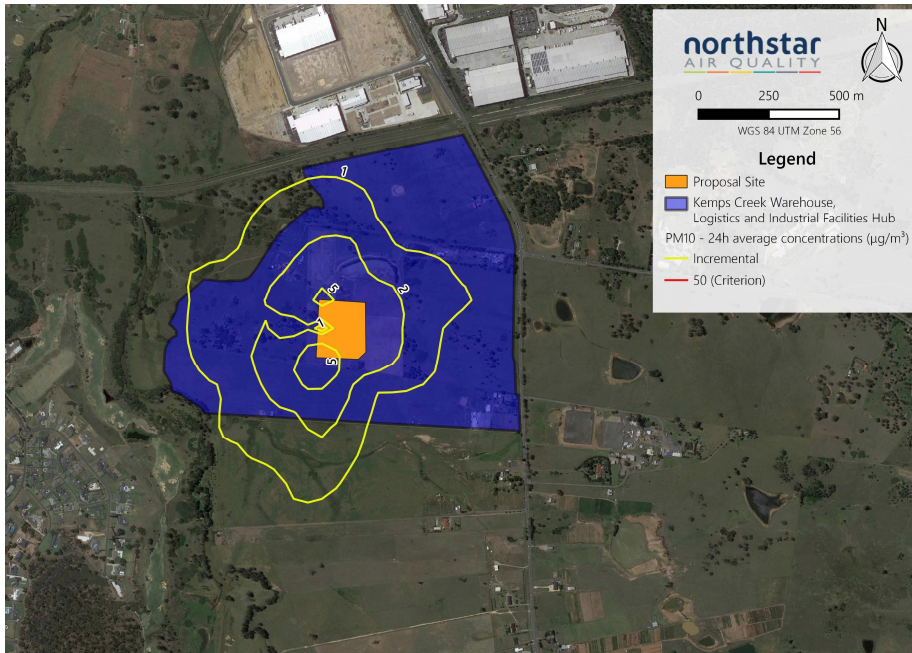 northstar
AIR QUALITY
N
0 250 500 m
WGS 84 UTM Zone 56
Legend
Proposal Site
Kemps Creek Warehouse,
Logistics and Industrial Facilities Hub
PM10 - 24h average concentrations (µg/m³)
Incremental
50 (Criterion)
1
5
2
1
5